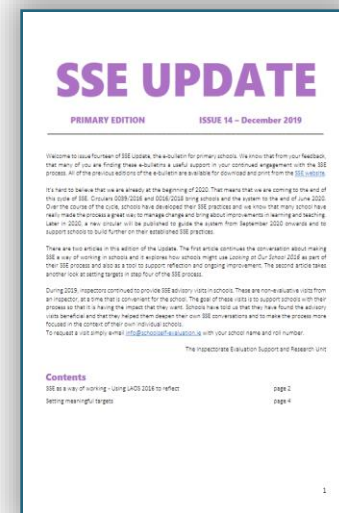 SSE UPDATE
PRIMARY EDITION ISSUE 14 – December 2019
Welcome to issue fourteen of SSE Update, the e-bulletin for primary schools. We know that from your feedback,
that many of you are finding these e-bulletins a useful support in your continued engagement with the SSE
process. All of the previous editions of the e-bulletin are available for download and print from the SSE website.
It's hard to believe that we are already at the beginning of 2020. That means that we are coming to the end of
this cycle of SSE. Circulars 0039/2016 and 0016/2018 bring schools and the system to the end of June 2020.
Over the course of the cycle, schools have developed their SSE practices and we know that many school have
really made the process a great way to manage change and bring about improvements in learning and teaching.
Later in 2020, a new circular will be published to guide the system from September 2020 onwards and to
support schools to build further on their established SSE practices.
There are two articles in this edition of the Update. The first article continues the conversation about making
SSE a way of working in schools and it explores how schools might use Looking at Our School 2016 as part of
their SSE process and also as a tool to support reflection and ongoing improvement. The second article takes
another look at setting targets in step four of the SSE process.
During 2019, inspectors continued to provide SSE advisory visits in schools. These are non-evaluative visits from
an inspector, at a time that is convenient for the school. The goal of these visits is to support schools with their
process so that it is having the impact that they want. Schools have told us that they have found the advisory
visits beneficial and that they helped them deepen their own SSE conversations and to make the process more
focused in the context of their own individual schools.
To request a visit simply email info@schoolself-evaluation.ie with your school name and roll number.
The Inspectorate Evaluation Support and Research Unit
Contents
SSE as a way of working - Using LAOS 2016 to reflect page 2
Setting meaningful targets page 4
1